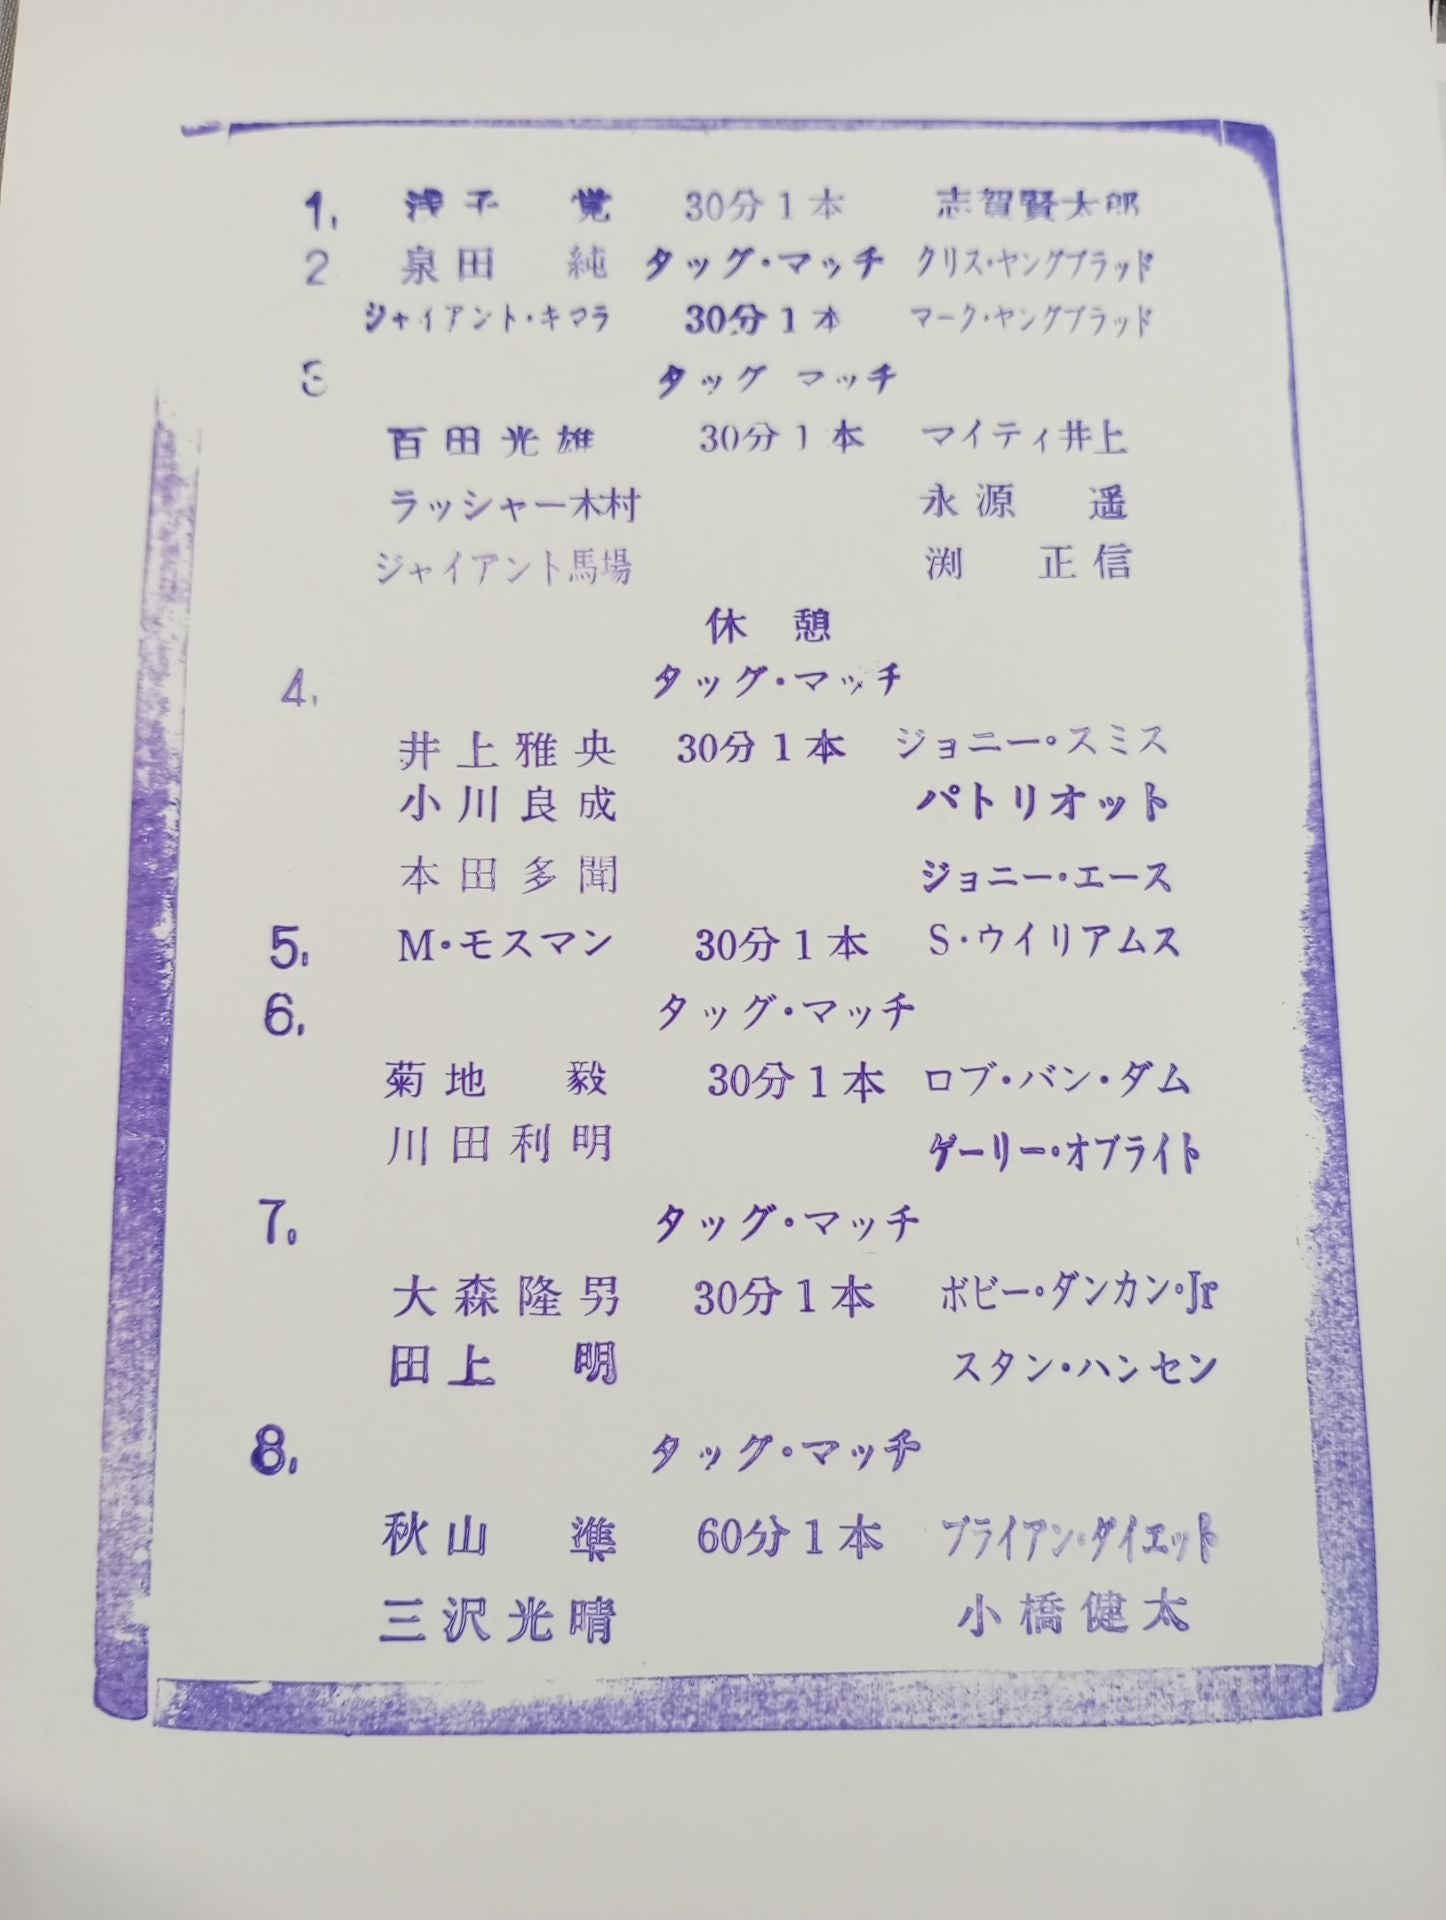 1. 浅子 覚 30分1本 志賀賢太郎
2 泉田 純 タッグ・マッチ クリス・ヤングブラッド
ジャイアント・キマラ 30分1本 マーク・ヤングブラッド
3 タッグ マッチ
百田光雄 30分1本 マイティ井上
ラッシャー木村 永源 遥
ジャイアント馬場 渕 正信
休憩
4. タッグ・マッチ
井上雅央 30分1本 ジョニー・スミス
小川良成 パトリオット
本田多聞 ジョニー・エース
5. M・モスマン 30分1本 S・ウイリアムス
6. タッグ・マッチ
菊地 毅 30分1本 ロブ・バン・ダム
川田利明 ゲーリー・オブライト
7. タッグ・マッチ
大森隆男 30分1本 ボビー・ダンカン・Jr
田上 明 スタン・ハンセン
8. タッグ・マッチ
秋山 準 60分1本 ブライアン・ダイエット
三沢光晴 小橋健太